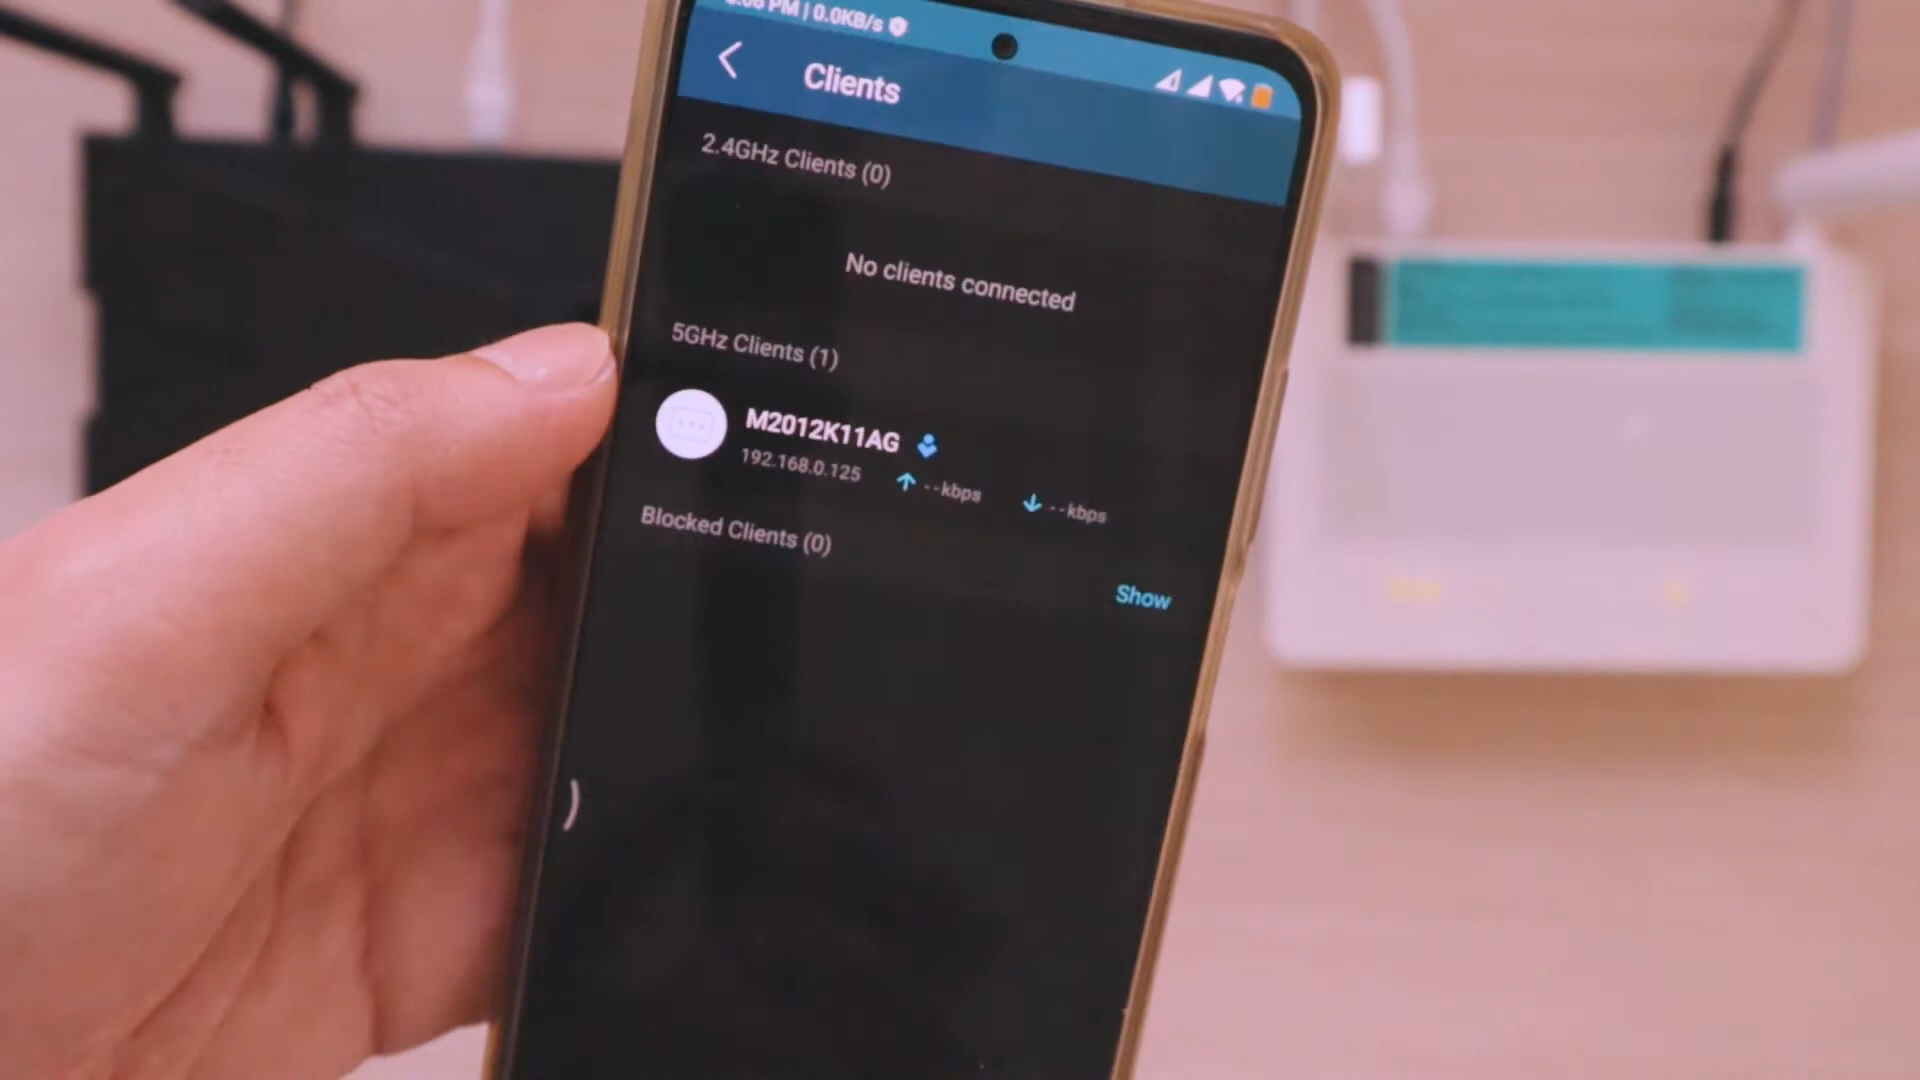 PM | 0.0KB/s
Clients
2.4GHz Clients (0)
No clients connected
5GHz Clients (1)
M2012K11AG
192.168.0.125 --kbps --kbps
Blocked Clients (0)
Show